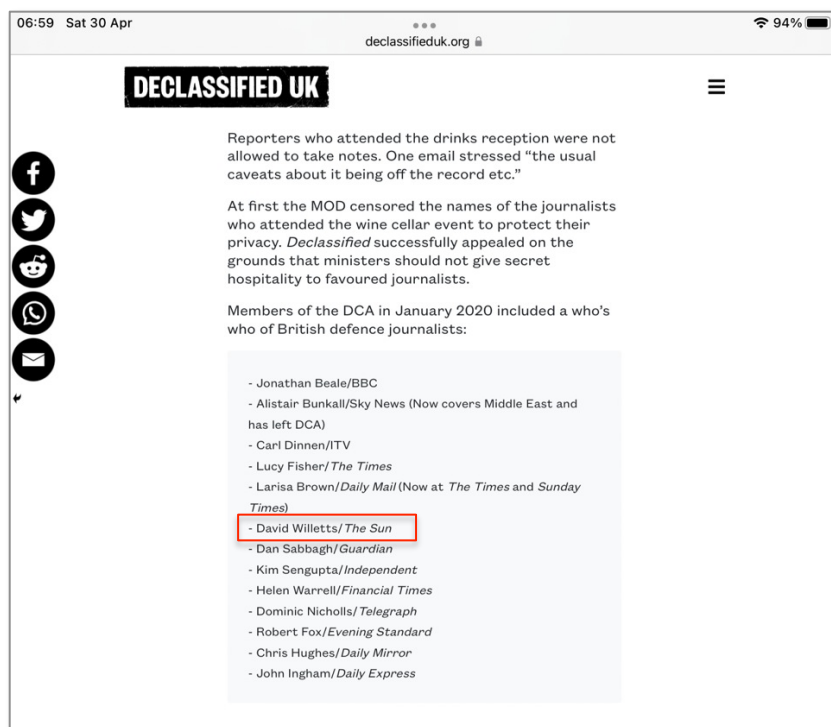 06:59 Sat 30 Apr
94%
declassifieduk.org
DECLASSIFIED UK
Reporters who attended the drinks reception were not
allowed to take notes. One email stressed “the usual
caveats about it being off the record etc.”
At first the MOD censored the names of the journalists
who attended the wine cellar event to protect their
privacy. Declassified successfully appealed on the
grounds that ministers should not give secret
hospitality to favoured journalists.
Members of the DCA in January 2020 included a who’s
who of British defence journalists:
- Jonathan Beale/BBC
- Alistair Bunkall/Sky News (Now covers Middle East and
has left DCA)
- Carl Dinnen/ITV
- Lucy Fisher/The Times
- Larisa Brown/Daily Mail (Now at The Times and Sunday
Times)
- David Willetts/The Sun
- Dan Sabbagh/Guardian
- Kim Sengupta/Independent
- Helen Warrell/Financial Times
- Dominic Nicholls/Telegraph
- Robert Fox/Evening Standard
- Chris Hughes/Daily Mirror
- John Ingham/Daily Express